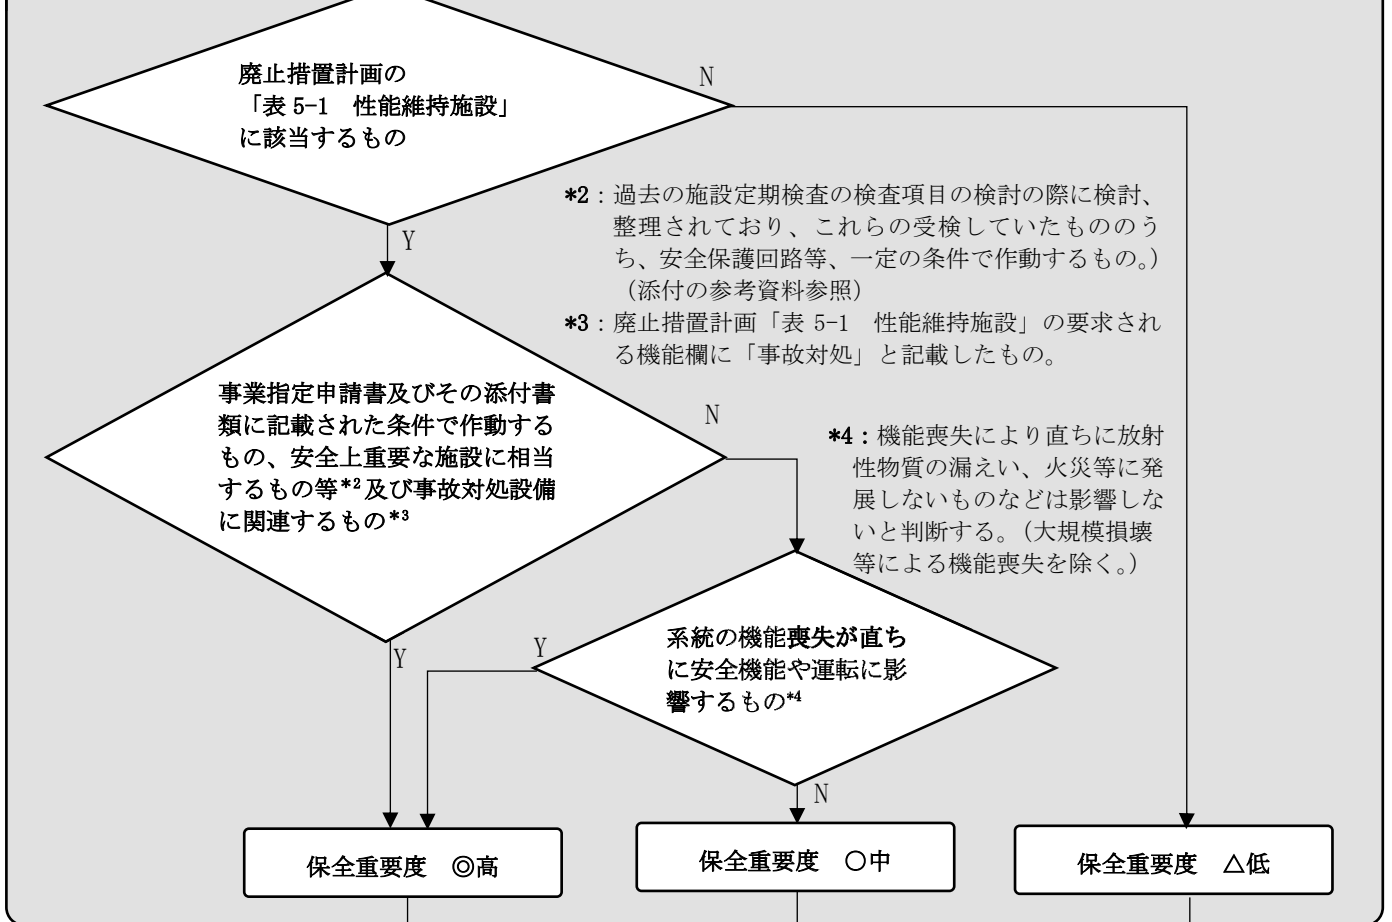 廃止措置計画の
「表 5-1　性能維持施設」
に該当するもの
N
Y
*2：過去の施設定期検査の検査項目の検討の際に検討、
整理されており、これらの受検していたもののう
ち、安全保護回路等、一定の条件で作動するもの。）
（添付の参考資料参照）
*3：廃止措置計画「表 5-1　性能維持施設」の要求され
る機能欄に「事故対処」と記載したもの。
事業指定申請書及びその添付書
類に記載された条件で作動する
もの、安全上重要な施設に相当
するもの等*2及び事故対処設備
に関連するもの*3
N
Y
*4：機能喪失により直ちに放射
性物質の漏えい、火災等に発
展しないものなどは影響しな
いと判断する。（大規模損壊
等による機能喪失を除く。）
系統の機能喪失が直ち
に安全機能や運転に影
響するもの*4
Y
N
保全重要度　◎高
保全重要度　○中
保全重要度　△低